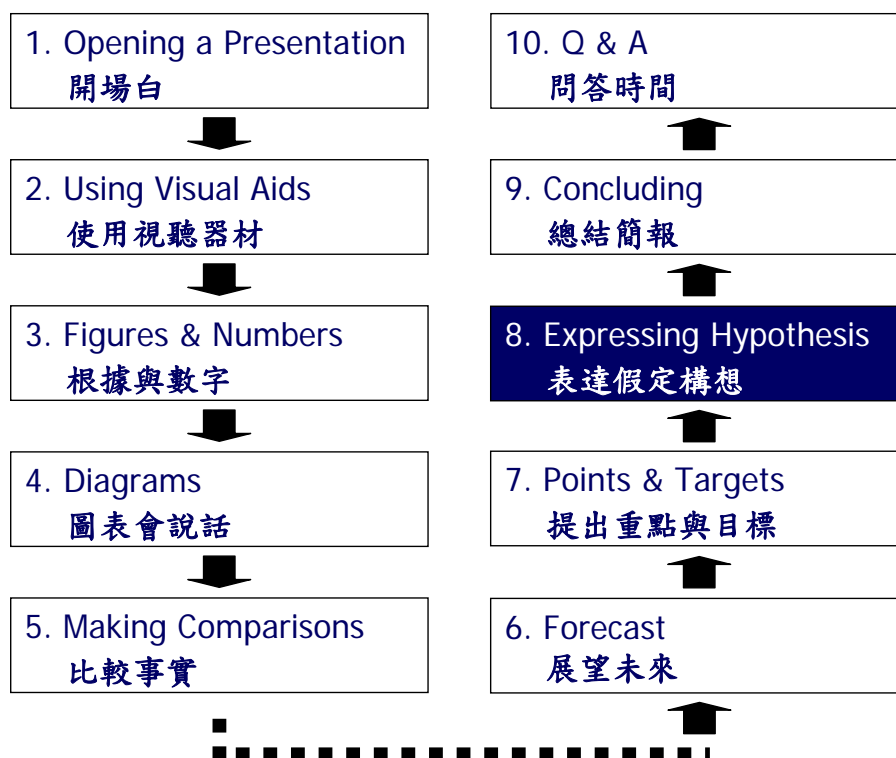 1. Opening a Presentation
開場白
2. Using Visual Aids
使用視聽器材
3. Figures & Numbers
根據與數字
4. Diagrams
圖表會說話
5. Making Comparisons
比較事實
6. Forecast
展望未來
7. Points & Targets
提出重點與目標
8. Expressing Hypothesis
表達假定構想
9. Concluding
總結簡報
10. Q & A
問答時間